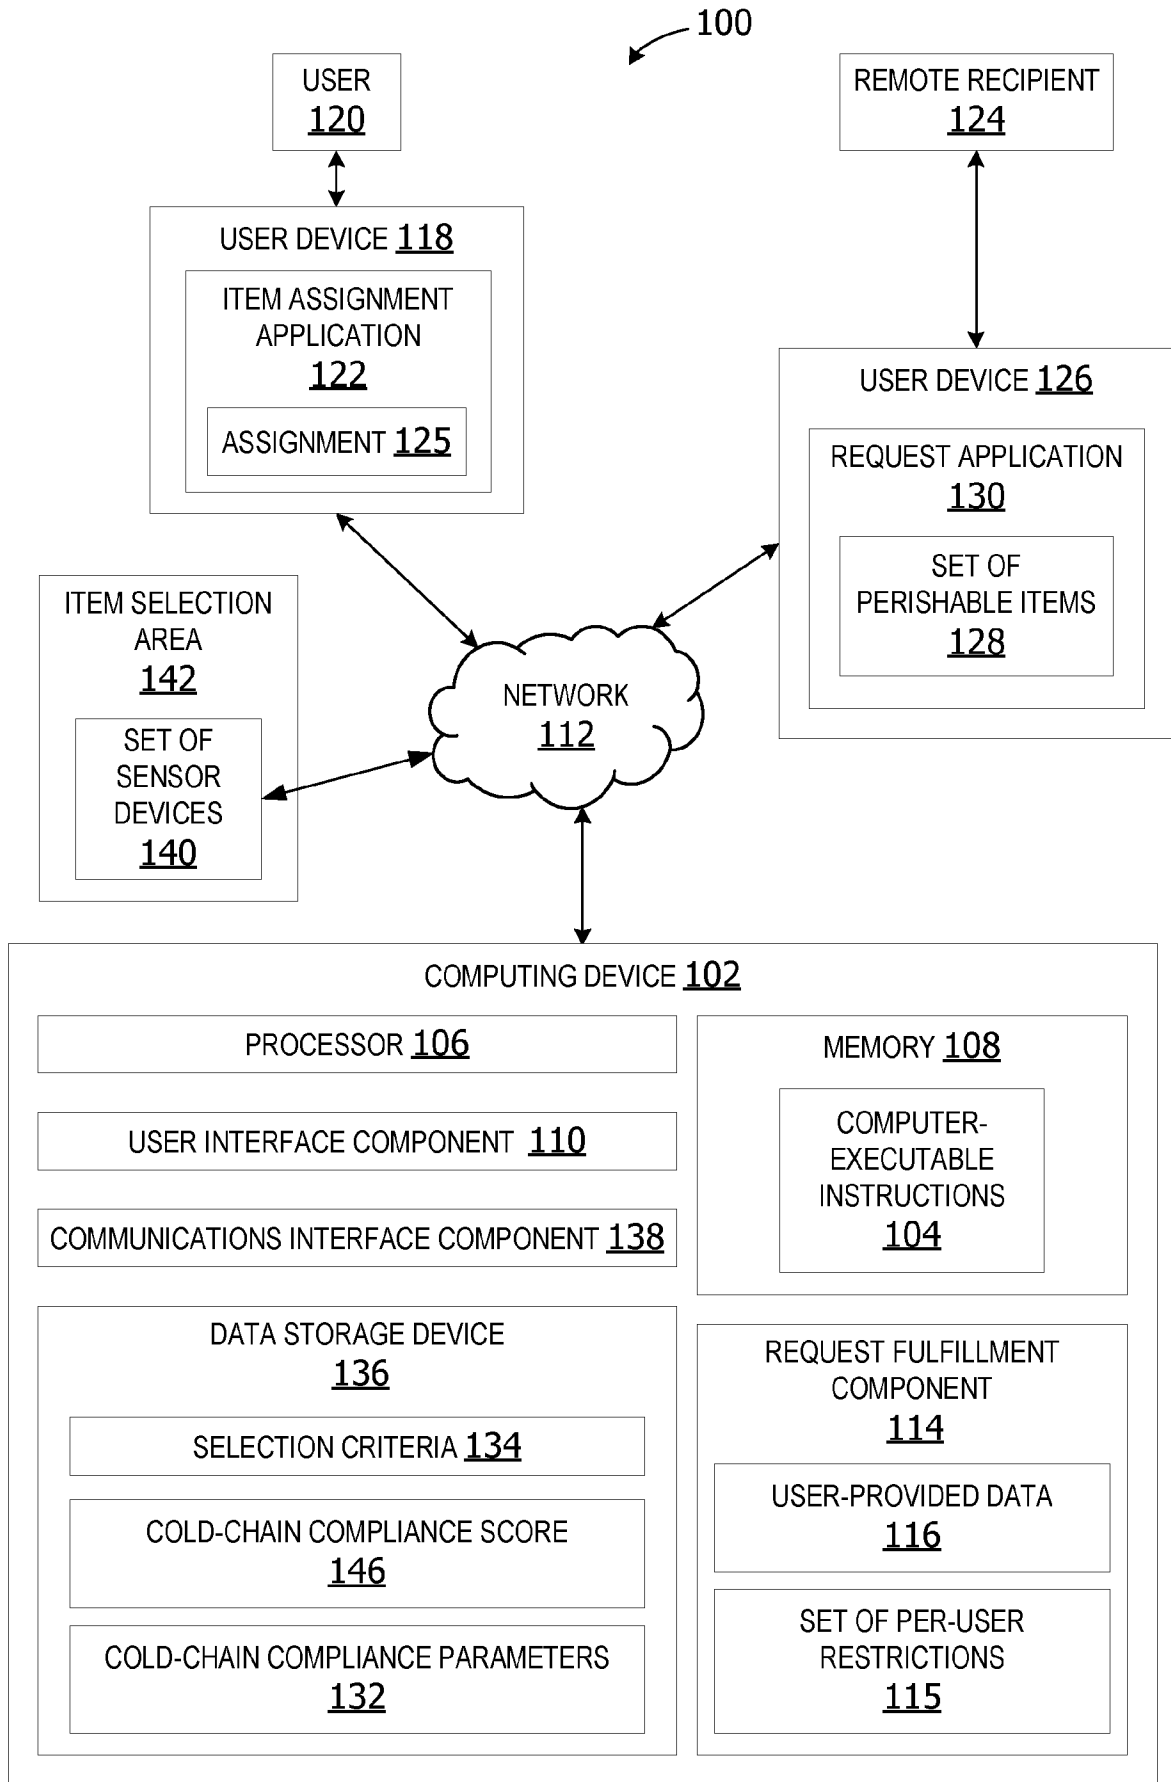 100
USER
120
REMOTE RECIPIENT
124
USER DEVICE 118
ITEM ASSIGNMENT
APPLICATION
122
ASSIGNMENT 125
USER DEVICE 126
REQUEST APPLICATION
130
SET OF
PERISHABLE ITEMS
128
ITEM SELECTION
AREA
142
SET OF
SENSOR
DEVICES
140
NETWORK
112
COMPUTING DEVICE 102
PROCESSOR 106
USER INTERFACE COMPONENT 110
COMMUNICATIONS INTERFACE COMPONENT 138
MEMORY 108
COMPUTER-
EXECUTABLE
INSTRUCTIONS
104
DATA STORAGE DEVICE
136
SELECTION CRITERIA 134
COLD-CHAIN COMPLIANCE SCORE
146
COLD-CHAIN COMPLIANCE PARAMETERS
132
REQUEST FULFILLMENT
COMPONENT
114
USER-PROVIDED DATA
116
SET OF PER-USER
RESTRICTIONS
115